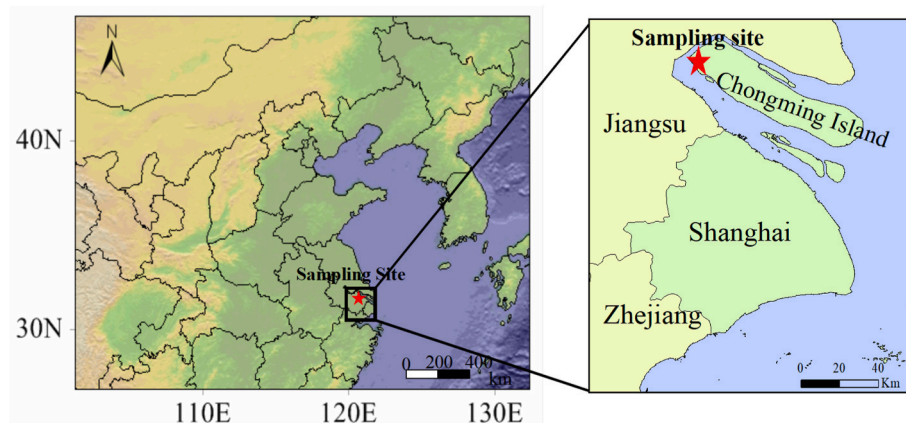 N
40N
30N
110E
120E
130E
Sampling Site
0 200 400
km
Sampling site
Chongming Island
Jiangsu
Shanghai
Zhejiang
0 20 40
Km